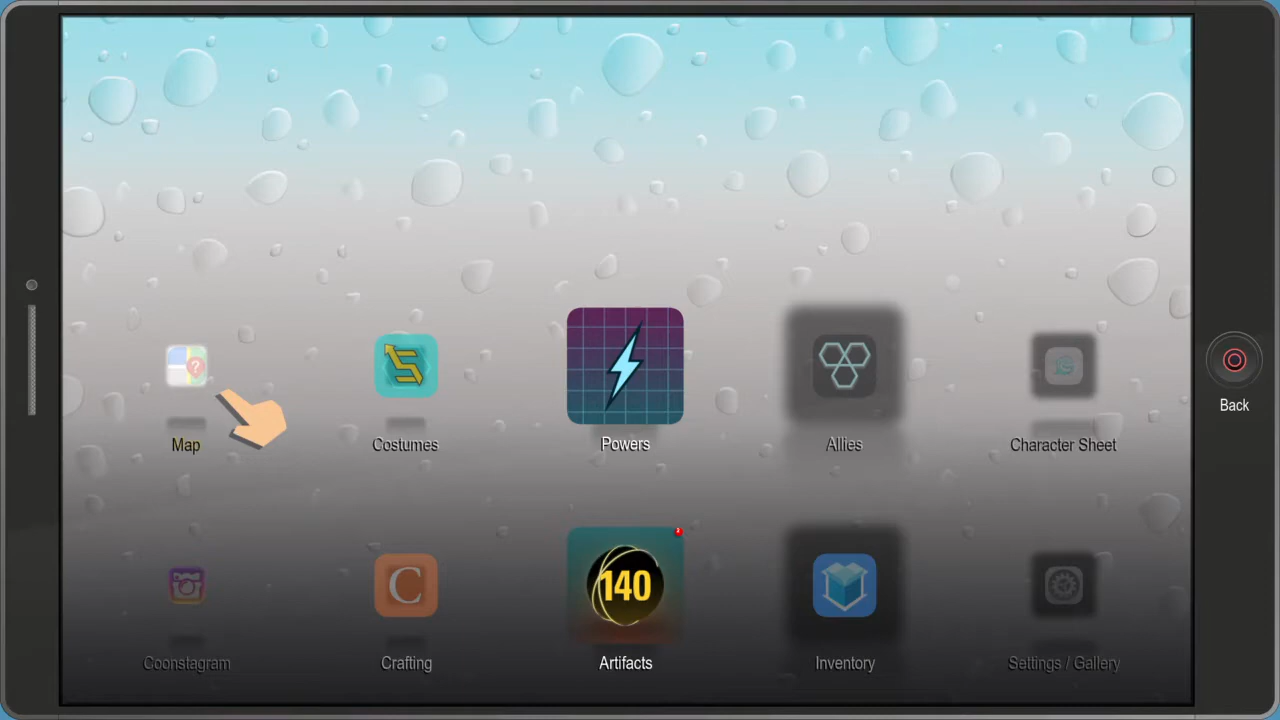 Map
Costumes
Powers
Allies
Character Sheet
Back
140
Coonstagram
Crafting
Artifacts
Inventory
Settings / Gallery